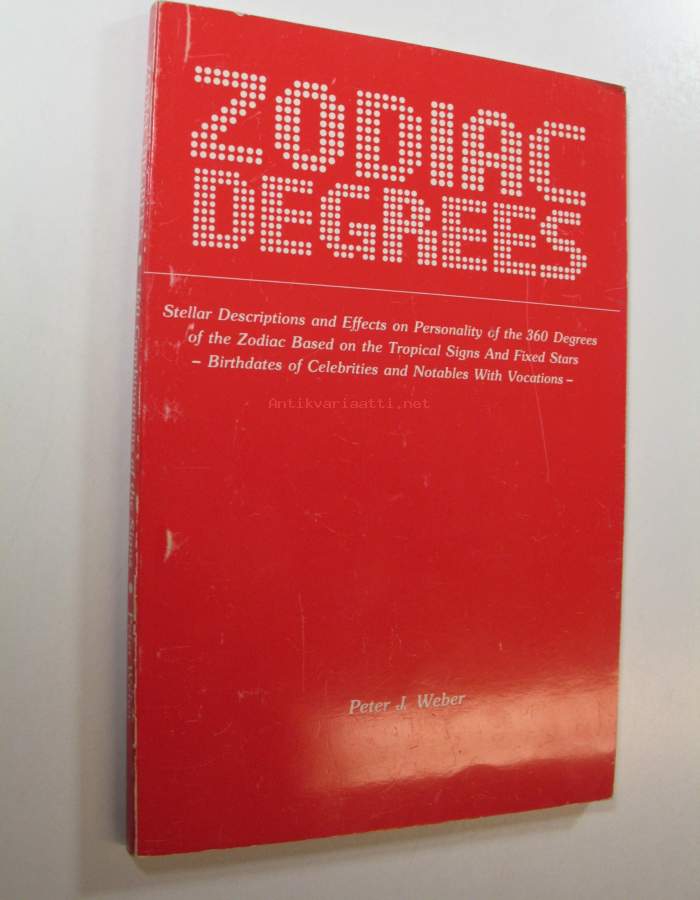 ZODIAC
DEGREES
Stellar Descriptions and Effects on Personality of the 360 Degrees
of the Zodiac Based on the Tropical Signs And Fixed Stars
– Birthdates of Celebrities and Notables With Vocations –
Antikvariaatti.net
Peter J. Weber